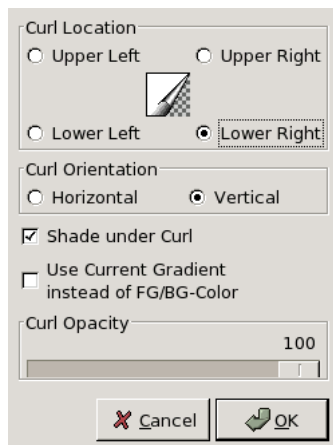 Curl Location
Upper Left
Upper Right
Lower Left
Lower Right
Curl Orientation
Horizontal
Vertical
Shade under Curl
Use Current Gradient
instead of FG/BG-Color
Curl Opacity
100
Cancel
OK